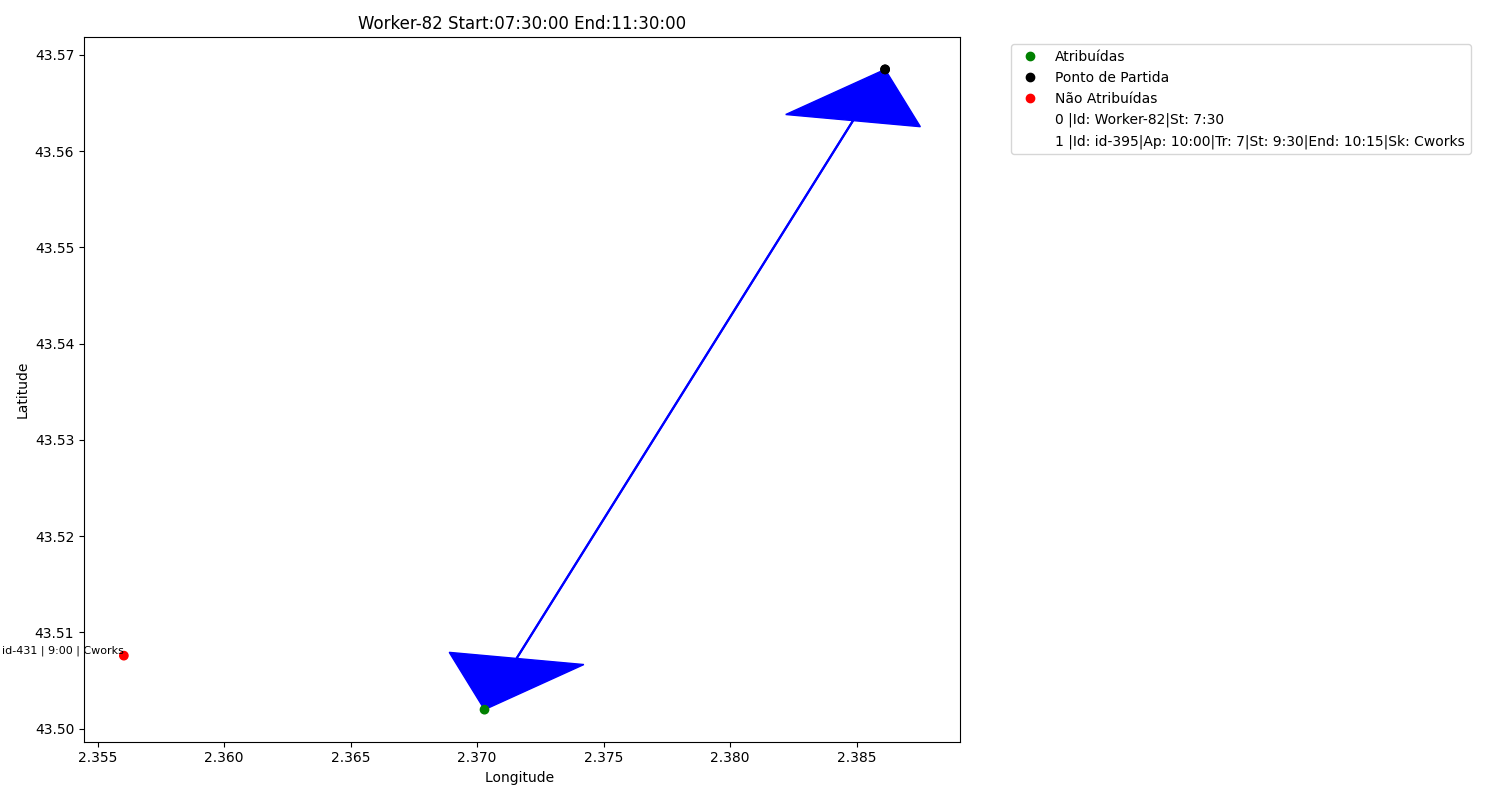 Worker-82 Start:07:30:00 End:11:30:00
43.57
43.56
43.55
43.54
43.53
43.52
43.51
43.50
Latitude
id-431 | 9:00 | Cworks
2.355 2.360 2.365 2.370 2.375 2.380 2.385
Longitude
Atribuídas
Ponto de Partida
Não Atribuídas
0 |Id: Worker-82|St: 7:30
1 |Id: id-395|Ap: 10:00|Tr: 7|St: 9:30|End: 10:15|Sk: Cworks